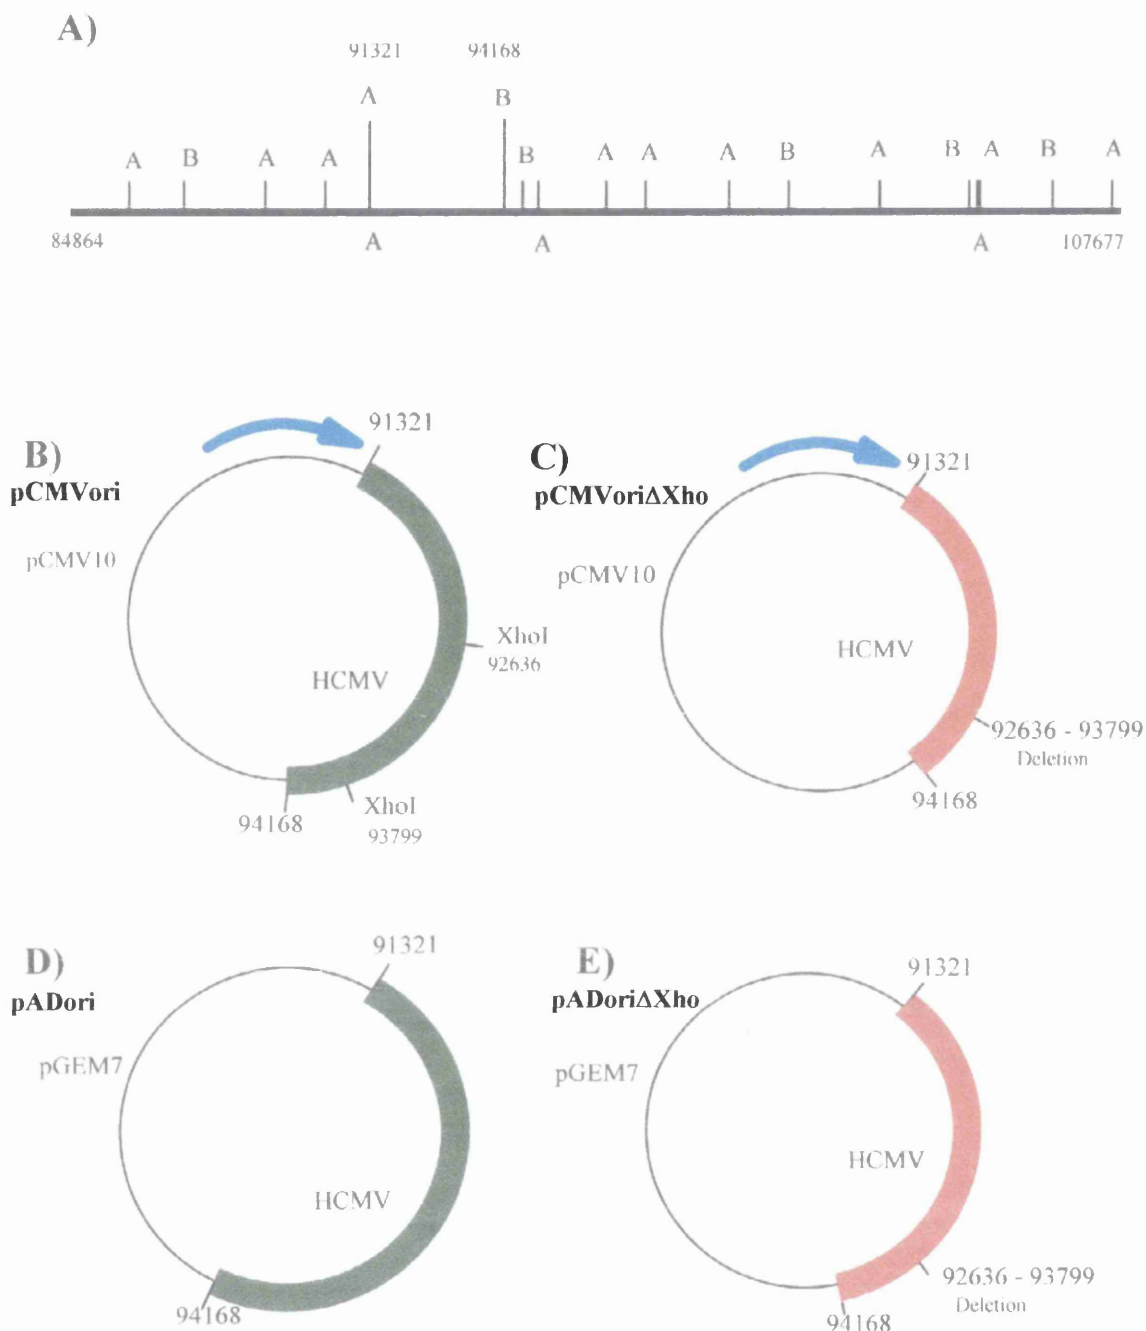 A)
91321 94168
A B
A B A A B A A A B A B A B A
84864 A A A 107677
B)
pCMVori
91321
pCMV10
XhoI
92636
HCMV
XhoI
93799
94168
C)
pCMVoriΔXho
91321
pCMV10
HCMV
92636 - 93799
Deletion
94168
D)
pADori
91321
pGEM7
HCMV
94168
E)
pADoriΔXho
91321
pGEM7
HCMV
92636 - 93799
Deletion
94168